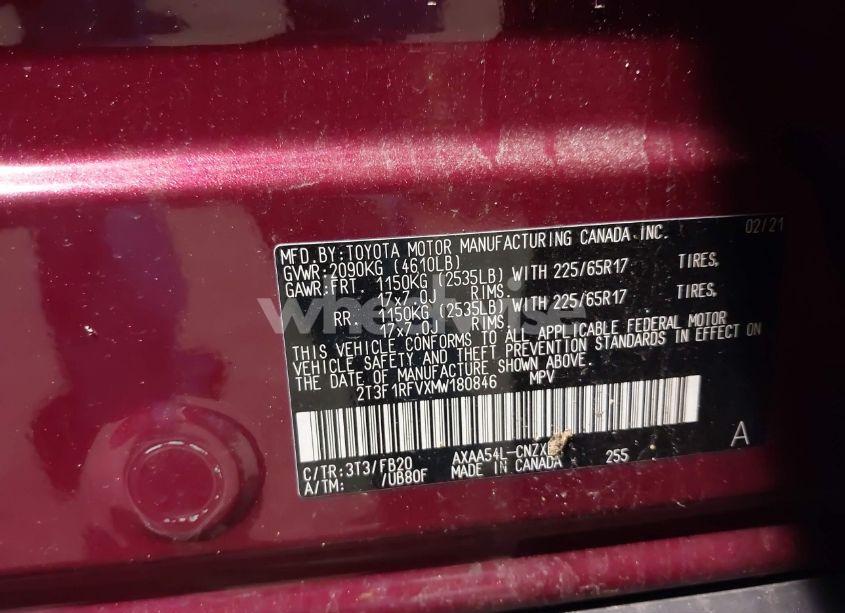 02/21
MFD.BY:TOYOTA MOTOR MANUFACTURING CANADA INC.
GVWR:2090KG (4610LB)
GAWR:FRT. 1150KG (2535LB) WITH 225/65R17 TIRES,
17x7.0J RIMS.
RR. 1150KG (2535LB) WITH 225/65R17 TIRES,
17x7.0J RIMS.
THIS VEHICLE CONFORMS TO ALL APPLICABLE FEDERAL MOTOR
VEHICLE SAFETY AND THEFT PREVENTION STANDARDS IN EFFECT ON
THE DATE OF MANUFACTURE SHOWN ABOVE.
2T3F1RFVXMW180846 MPV
C/TR:3T3/FB20 AXAA54L-CNZX
A/TM: /UB80F MADE IN CANADA 255 A
wheelwise